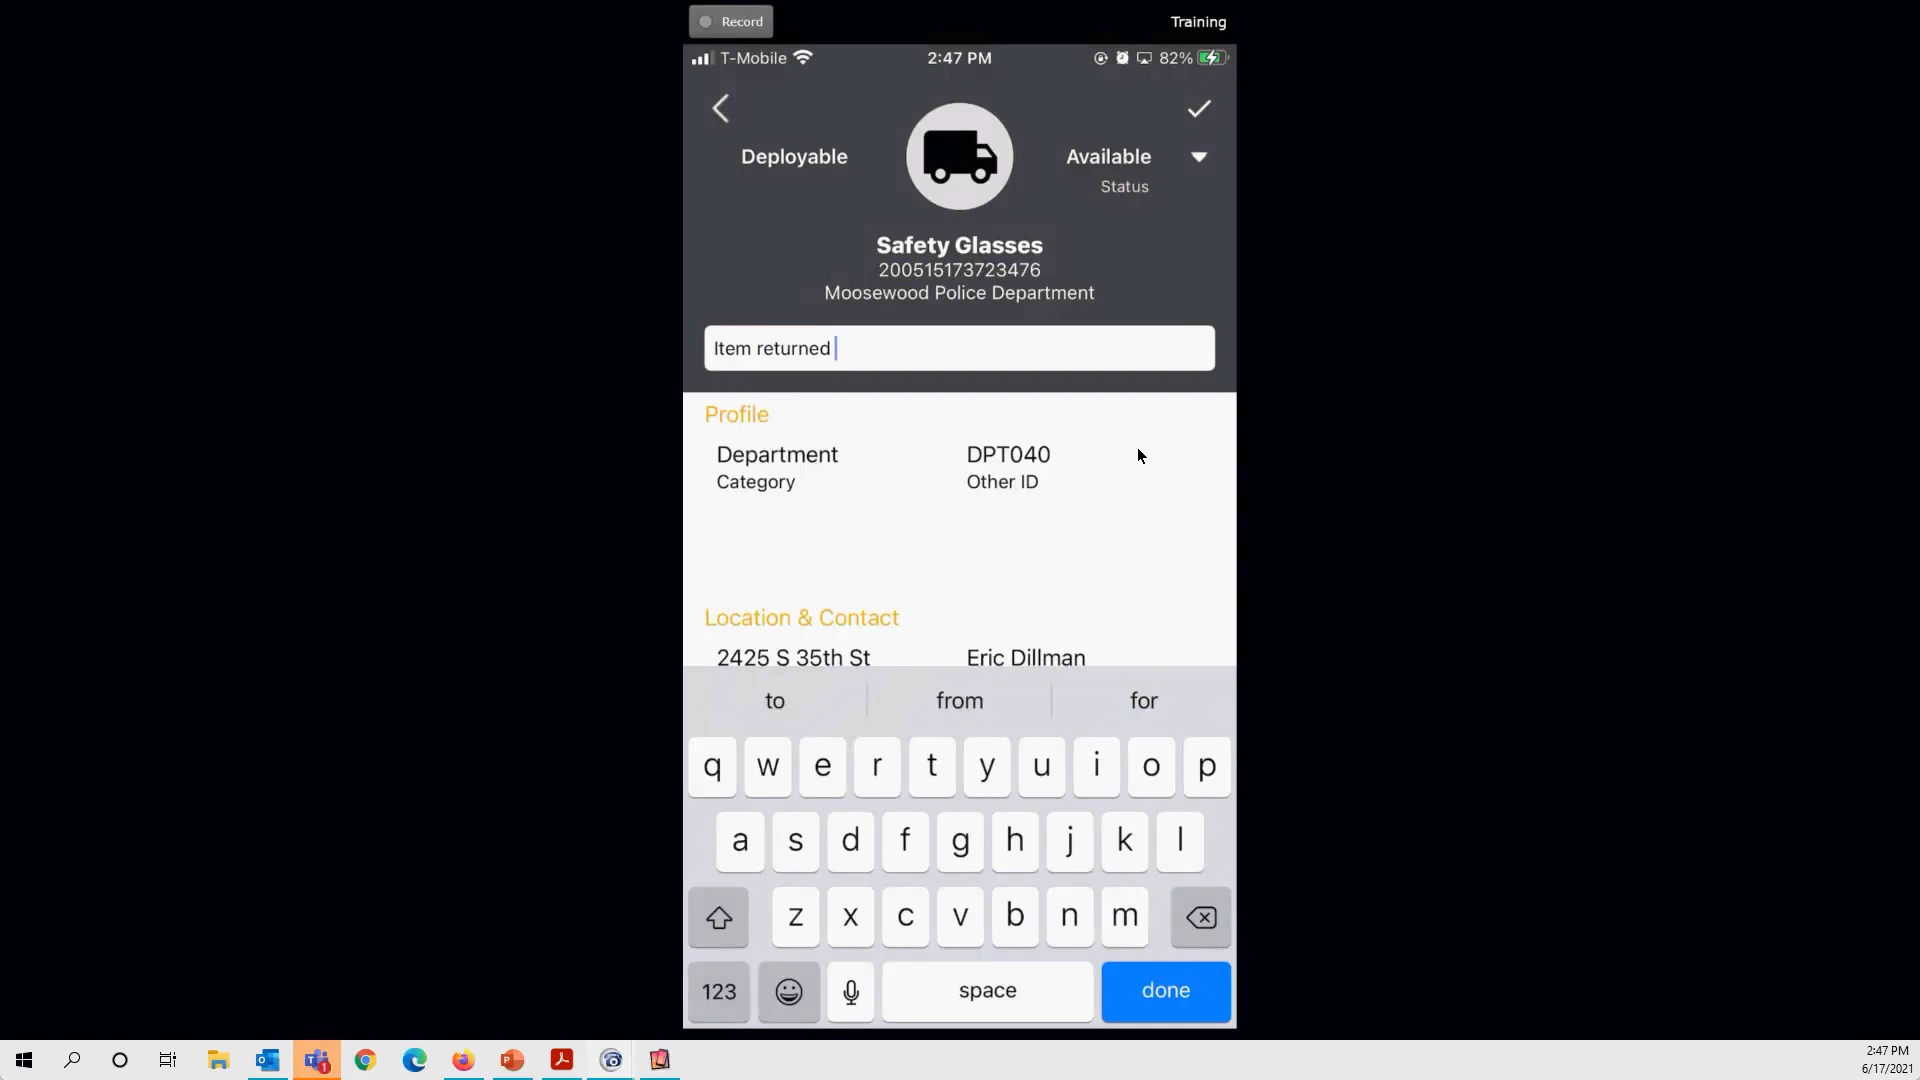 Record
Training
T-Mobile
2:47 PM
82%
Deployable
Available
Status
Safety Glasses
200515173723476
Moosewood Police Department
Item returned
Profile
Department
DPT040
Category
Other ID
Location & Contact
2425 S 35th St
Eric Dillman
to
from
for
q w e r t y u i o p
a s d f g h j k l
z x c v b n m
123
space
done
1
2:47 PM
6/17/2021